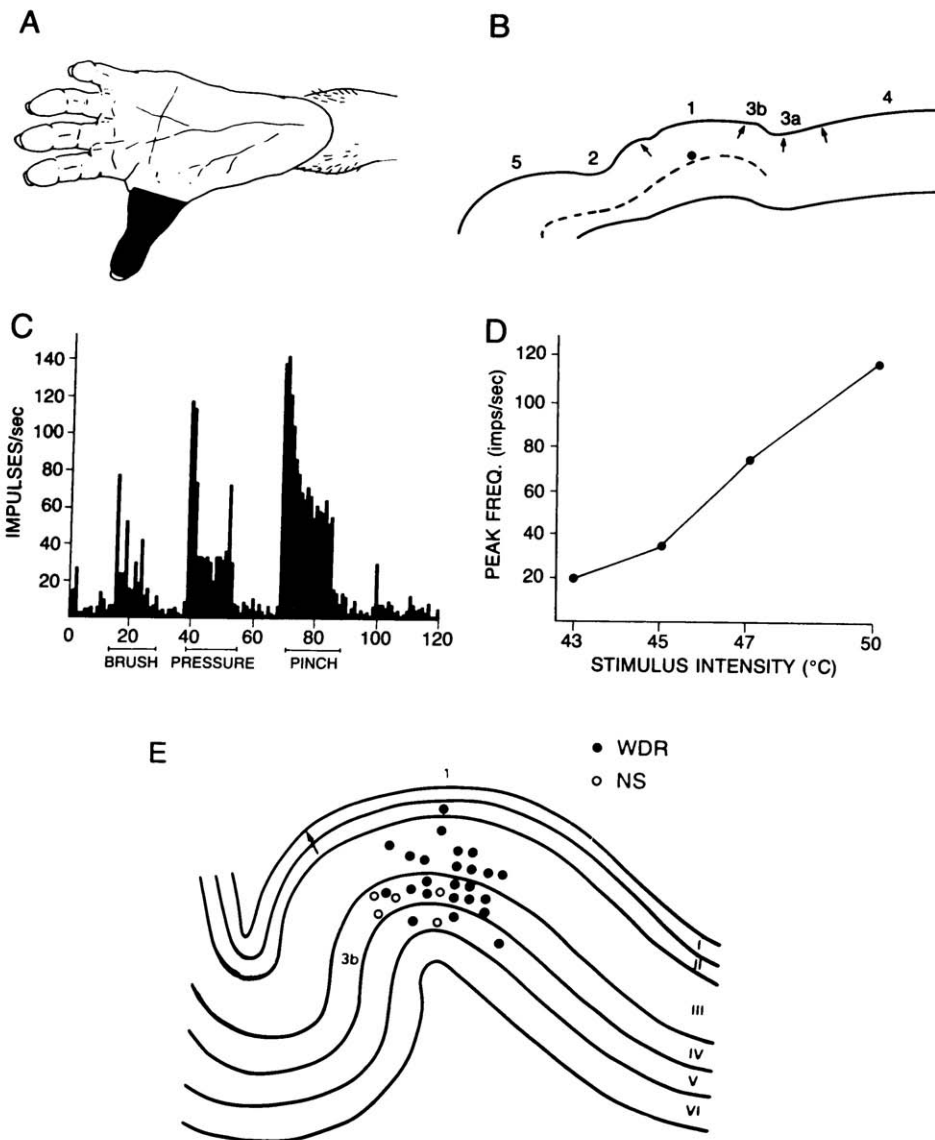 A
B
4
3b
1
3a
2
5
C
140
120
100
80
60
40
20
IMPULSES/sec
0 20 40 60 80 100 120
BRUSH PRESSURE PINCH
D
120
100
80
60
40
20
PEAK FREQ. (imps/sec)
43 45 47 50
STIMULUS INTENSITY (°C)
E
● WDR
○ NS
1
3b
I
II
III
IV
V
VI